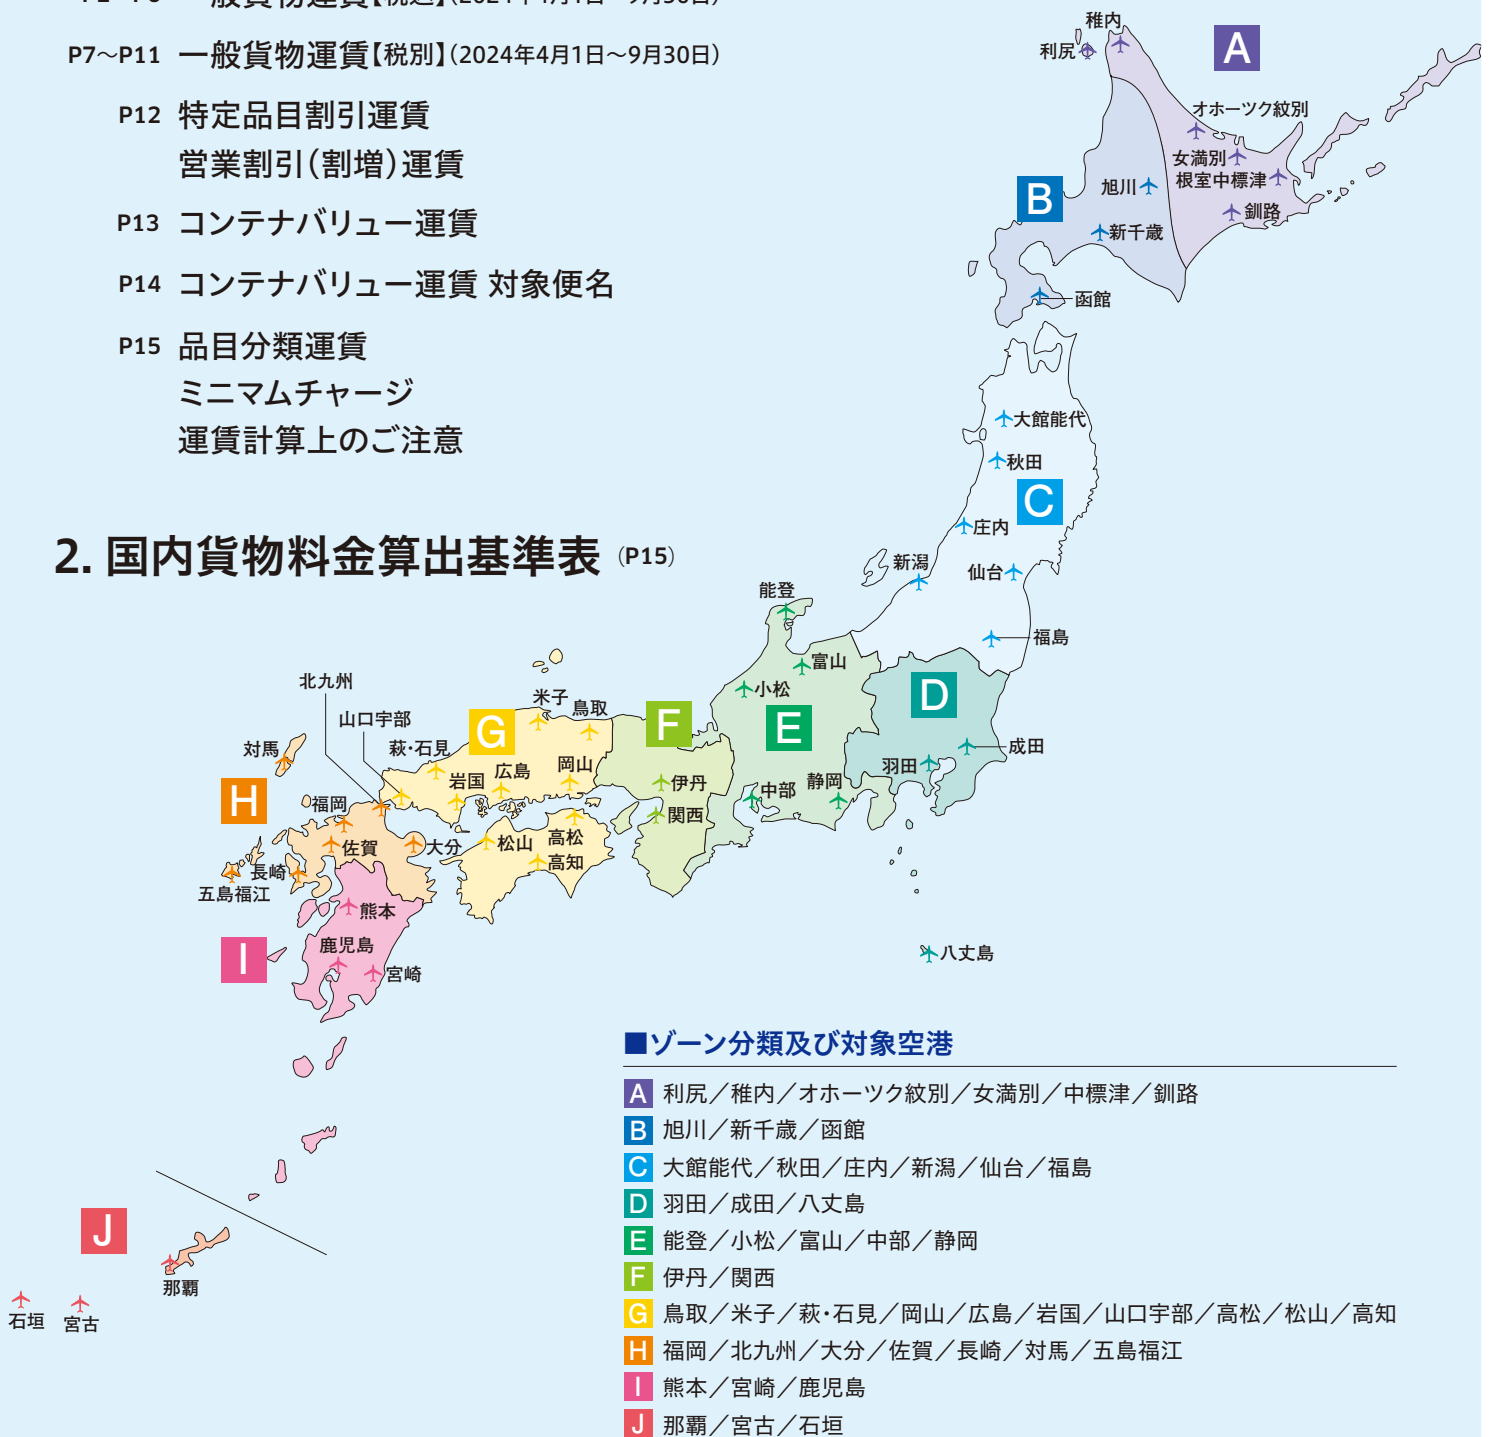 P7～P11 一般貨物運賃【税別】(2024年4月1日～9月30日)
P12 特定品目割引運賃
営業割引(割増)運賃
P13 コンテナバリュー運賃
P14 コンテナバリュー運賃 対象便名
P15 品目分類運賃
ミニマムチャージ
運賃計算上のご注意
2. 国内貨物料金算出基準表 (P15)
稚内
利尻
A
オホーツク紋別
女満別
根室中標津
釧路
B
旭川
新千歳
函館
大館能代
秋田
C
庄内
新潟
仙台
福島
能登
富山
小松
E
中部
静岡
D
成田
羽田
八丈島
F
伊丹
関西
G
米子
鳥取
萩・石見
岩国
広島
岡山
山口宇部
北九州
松山
高松
高知
対馬
H
福岡
佐賀
大分
長崎
五島福江
I
熊本
鹿児島
宮崎
J
那覇
石垣
宮古
■ゾーン分類及び対象空港
A 利尻／稚内／オホーツク紋別／女満別／中標津／釧路
B 旭川／新千歳／函館
C 大館能代／秋田／庄内／新潟／仙台／福島
D 羽田／成田／八丈島
E 能登／小松／富山／中部／静岡
F 伊丹／関西
G 鳥取／米子／萩・石見／岡山／広島／岩国／山口宇部／高松／松山／高知
H 福岡／北九州／大分／佐賀／長崎／対馬／五島福江
I 熊本／宮崎／鹿児島
J 那覇／宮古／石垣